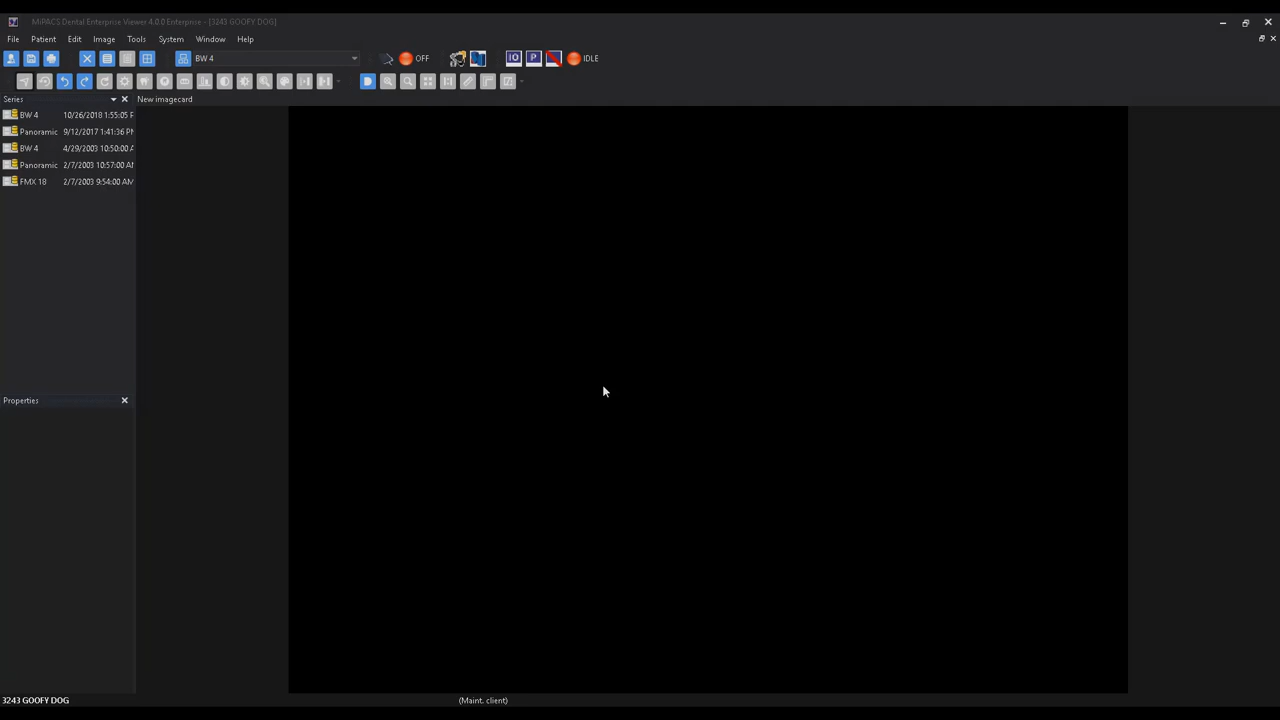 MiPACS Dental Enterprise Viewer 4.0.0 Enterprise - [3243 GOOFY DOG]
File Patient Edit Image Tools System Window Help
BW 4 OFF IO P IDLE
Series New imagecard
BW 4 10/26/2018 1:55:05 F
Panoramic 9/12/2017 1:41:36 PM
BW 4 4/29/2003 10:50:00 A
Panoramic 2/7/2003 10:57:00 AM
FMX 18 2/7/2003 9:54:00 AM
Properties
3243 GOOFY DOG (Maint. client)